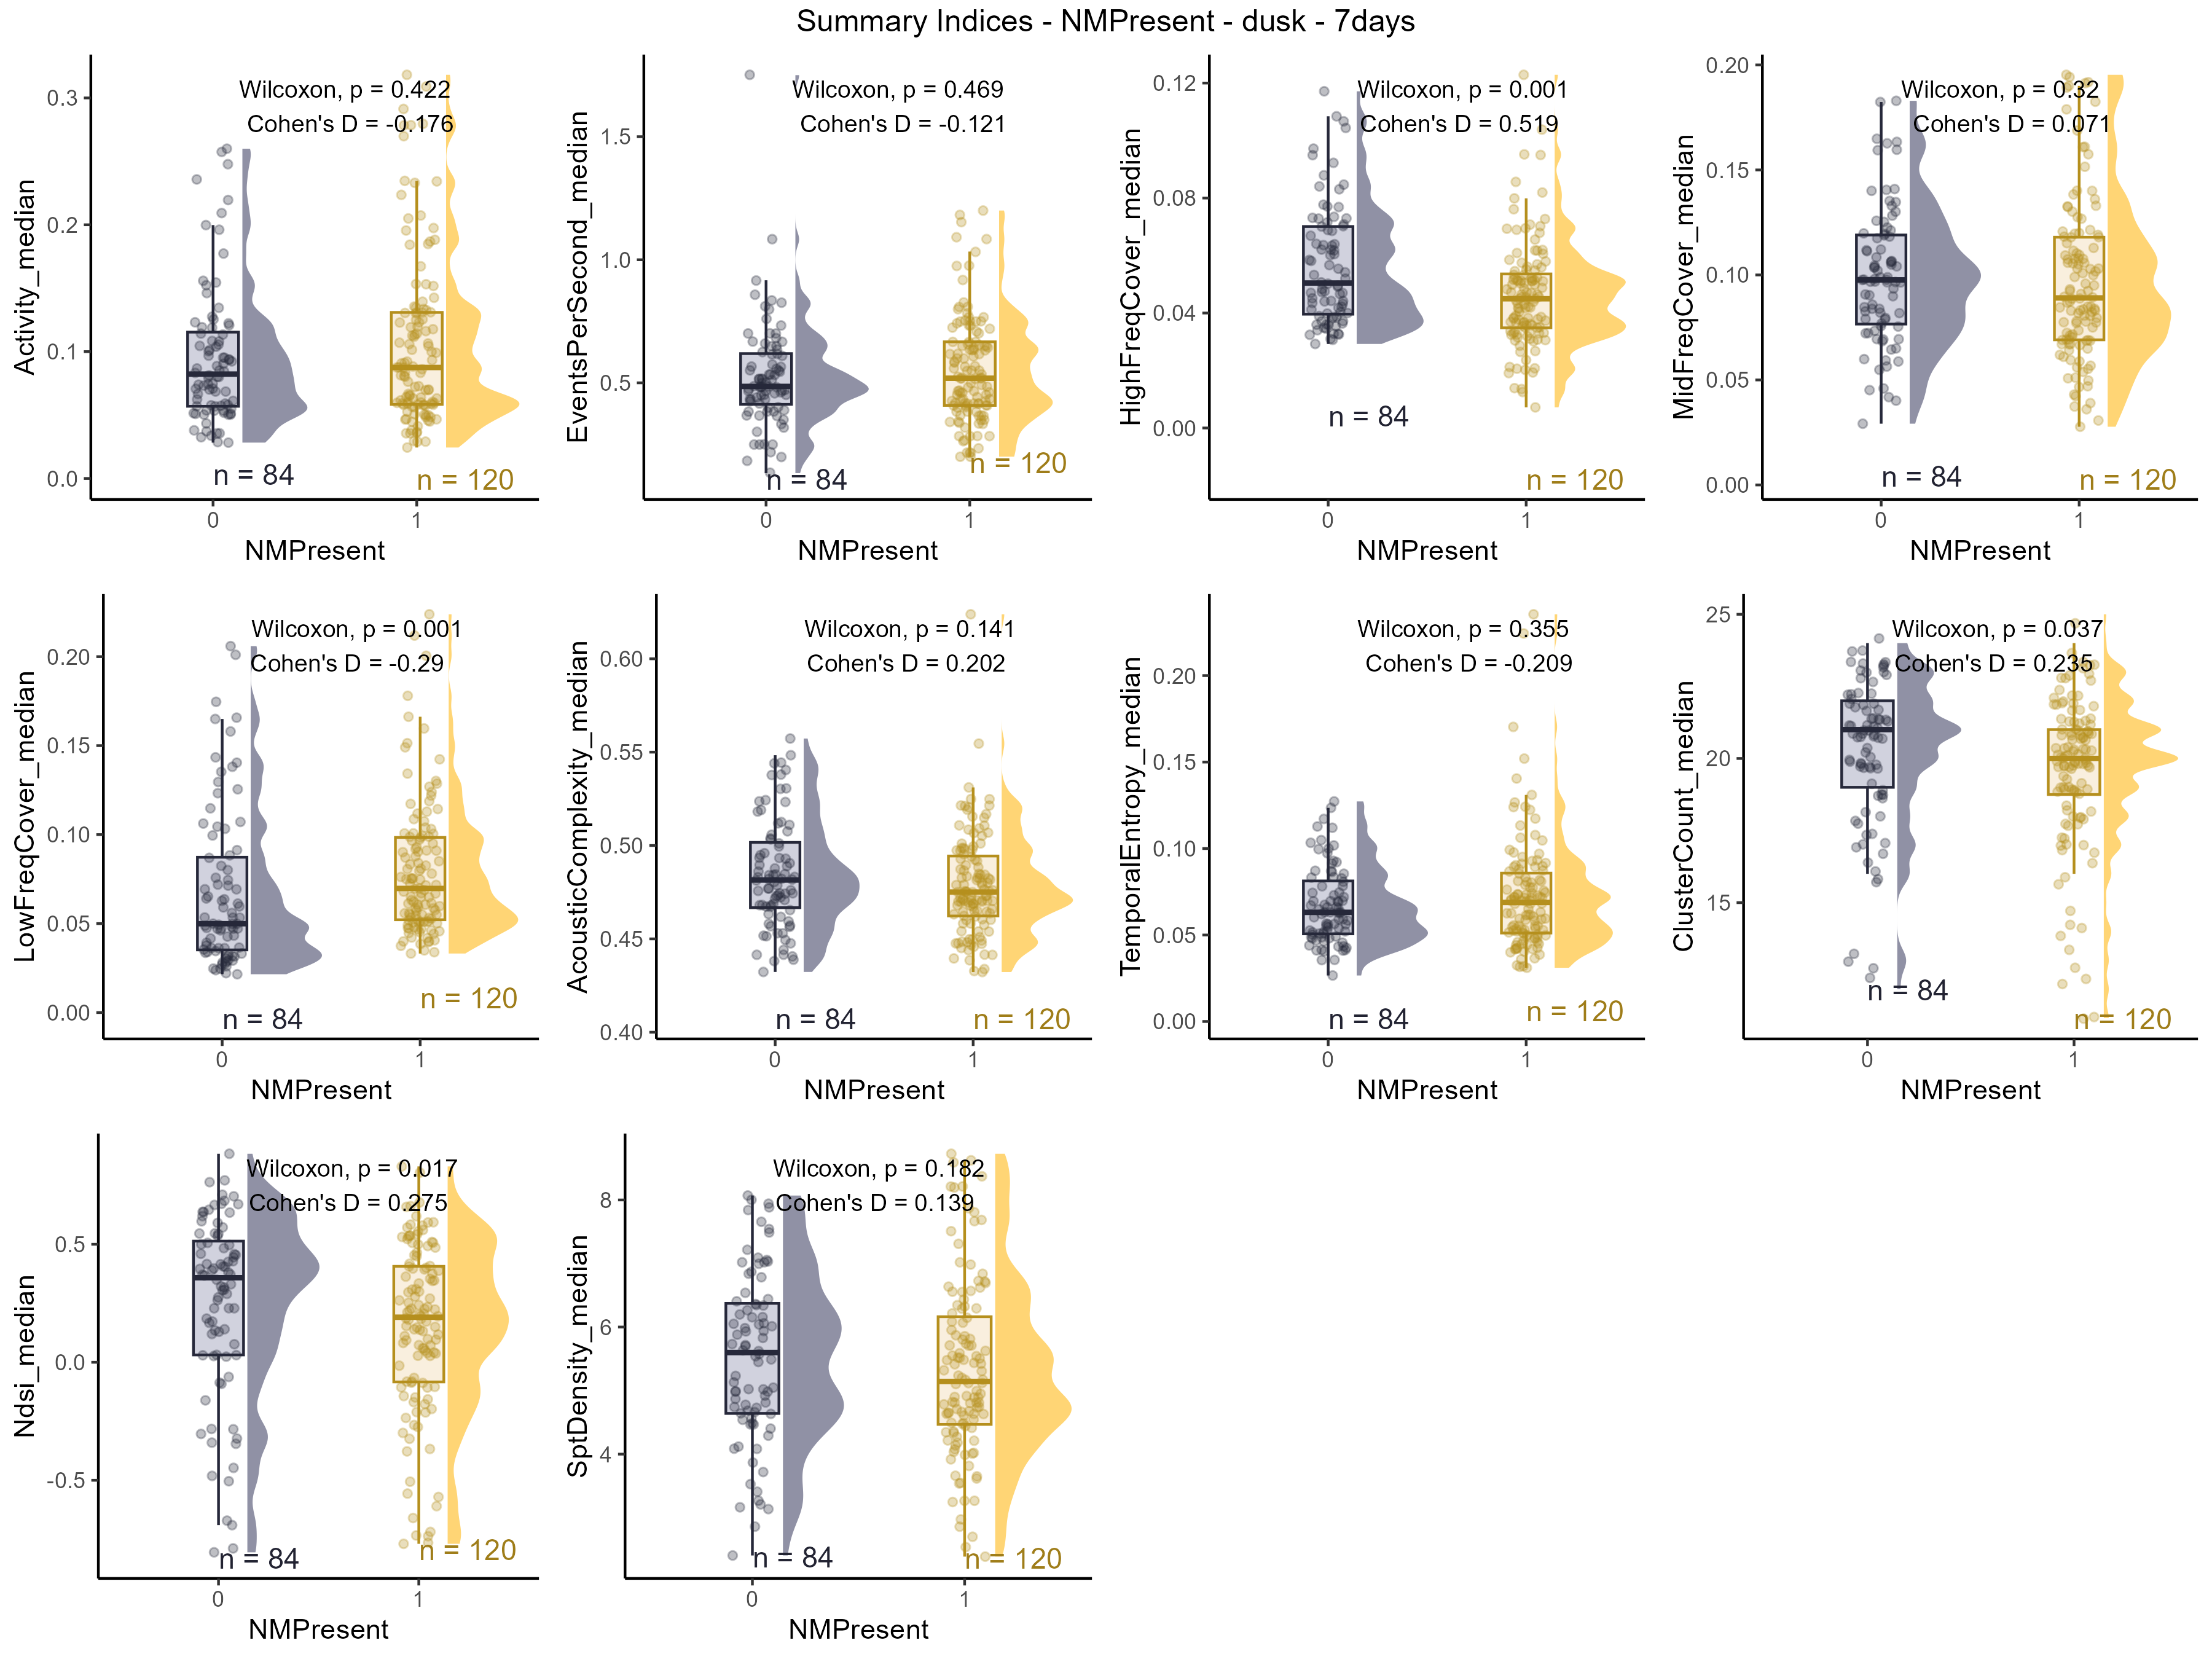 Summary Indices - NMPresent - dusk - 7days
Activity_median
0.3
0.2
0.1
0.0
Wilcoxon, p = 0.422
Cohen's D = -0.176
n = 84
n = 120
0 1
NMPresent
EventsPerSecond_median
1.5
1.0
0.5
Wilcoxon, p = 0.469
Cohen's D = -0.121
n = 84
n = 120
0 1
NMPresent
HighFreqCover_median
0.12
0.08
0.04
0.00
Wilcoxon, p = 0.001
Cohen's D = 0.519
n = 84
n = 120
0 1
NMPresent
MidFreqCover_median
0.20
0.15
0.10
0.05
0.00
Wilcoxon, p = 0.32
Cohen's D = 0.071
n = 84
n = 120
0 1
NMPresent
LowFreqCover_median
0.20
0.15
0.10
0.05
0.00
Wilcoxon, p = 0.001
Cohen's D = -0.29
n = 84
n = 120
0 1
NMPresent
AcousticComplexity_median
0.60
0.55
0.50
0.45
0.40
Wilcoxon, p = 0.141
Cohen's D = 0.202
n = 84
n = 120
0 1
NMPresent
TemporalEntropy_median
0.20
0.15
0.10
0.05
0.00
Wilcoxon, p = 0.355
Cohen's D = -0.209
n = 84
n = 120
0 1
NMPresent
ClusterCount_median
25
20
15
Wilcoxon, p = 0.037
Cohen's D = 0.235
n = 84
n = 120
0 1
NMPresent
Ndsi_median
0.5
0.0
-0.5
Wilcoxon, p = 0.017
Cohen's D = 0.275
n = 84
n = 120
0 1
NMPresent
SptDensity_median
8
6
4
Wilcoxon, p = 0.182
Cohen's D = 0.139
n = 84
n = 120
0 1
NMPresent